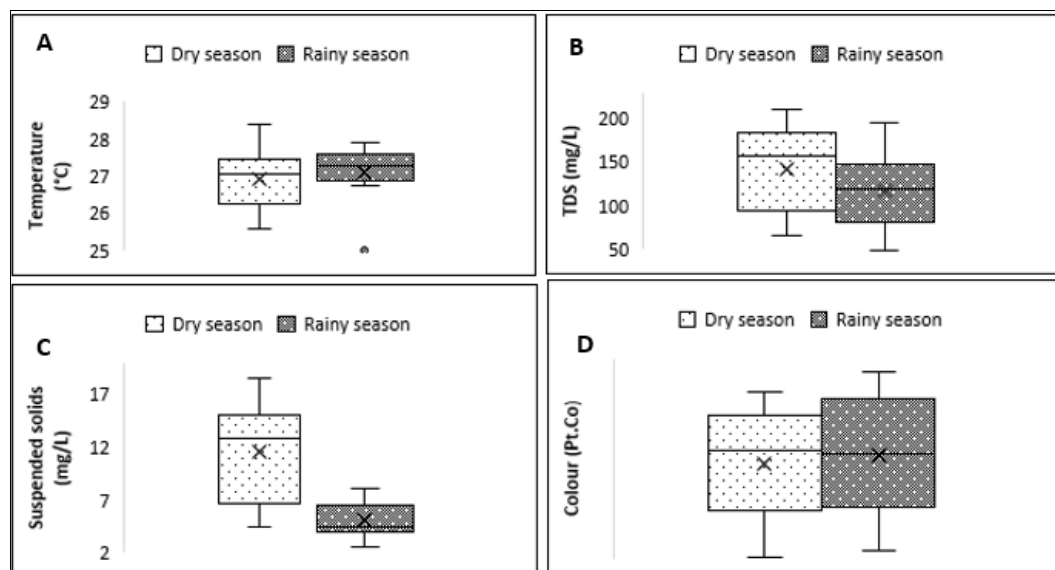 A
Dry season Rainy season
29
28
27
26
25
Temperature
(°C)
B
Dry season Rainy season
200
150
100
50
TDS (mg/L)
C
Dry season Rainy season
17
12
7
2
Suspended solids
(mg/L)
D
Dry season Rainy season
Colour (Pt.Co)